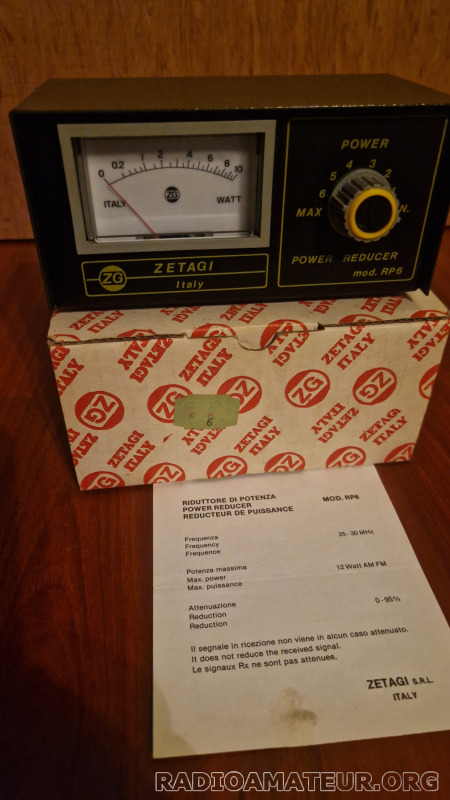 0 0.2 1 2 4 6 8 10
ZG
ITALY WATT
ZG ZETAGI
Italy
POWER
6 5 4 3 2 1
MAX N.
POWER REDUCER
mod. RP6
ZG
ZETAGI
ITALY
6
RIDUTTORE DI POTENZA MOD. RP6
POWER REDUCER
REDUCTEUR DE PUISSANCE
Frequenza 25-30 MHz
Frequency
Frequence
Potenza massima 12 Watt AM FM
Max. power
Max. puissance
Attenuazione 0-95%
Reduction
Reduction
Il segnale in ricezione non viene in alcun caso attenuato.
It does not reduce the received signal.
Le signaux Rx ne sont pas attenuee.
ZETAGI S.R.L.
ITALY
RADIOAMATEUR.ORG